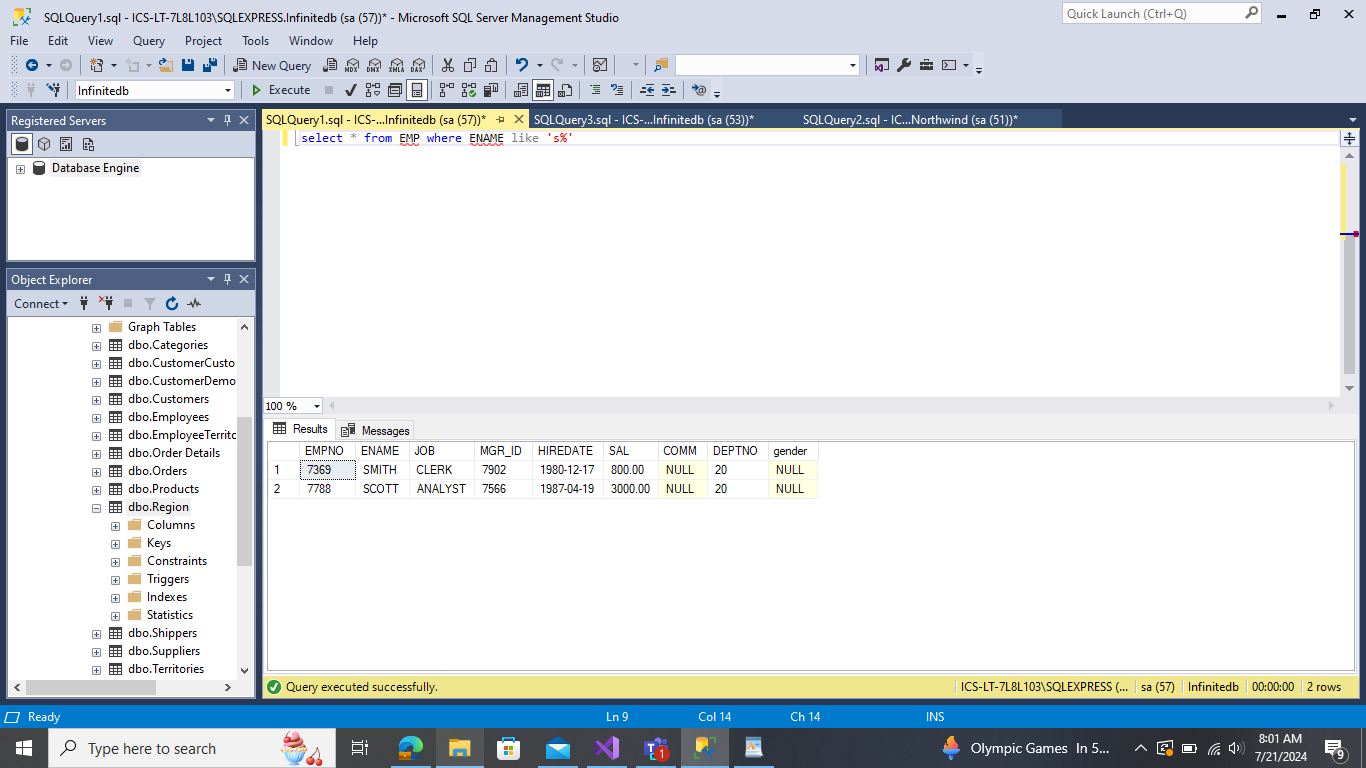 SQLQuery1.sql - ICS-LT-7L8L103\SQLEXPRESS.Infinitedb (sa (57))* - Microsoft SQL Server Management Studio
Quick Launch (Ctrl+Q)
File Edit View Query Project Tools Window Help
New Query MDX DMX XMLA DAX
Infinitedb Execute
Registered Servers
Database Engine
SQLQuery1.sql - ICS-...Infinitedb (sa (57))* SQLQuery3.sql - IC...Infinitedb (sa (53))* SQLQuery2.sql - IC...Northwind (sa (51))*
select * from EMP where ENAME like 's%'
Object Explorer
Connect
Graph Tables
dbo.Categories
dbo.CustomerCusto
dbo.CustomerDemo
dbo.Customers
dbo.Employees
dbo.EmployeeTerritc
dbo.Order Details
dbo.Orders
dbo.Products
dbo.Region
Columns
Keys
Constraints
Triggers
Indexes
Statistics
dbo.Shippers
dbo.Suppliers
dbo.Territories
100 %
Results Messages
EMPNO ENAME JOB MGR_ID HIREDATE SAL COMM DEPTNO gender
1 7369 SMITH CLERK 7902 1980-12-17 800.00 NULL 20 NULL
2 7788 SCOTT ANALYST 7566 1987-04-19 3000.00 NULL 20 NULL
Query executed successfully. ICS-LT-7L8L103\SQLEXPRESS (... sa (57) Infinitedb 00:00:00 2 rows
Ready Ln 9 Col 14 Ch 14 INS
Type here to search
1
Olympic Games In 5...
8:01 AM
7/21/2024
9